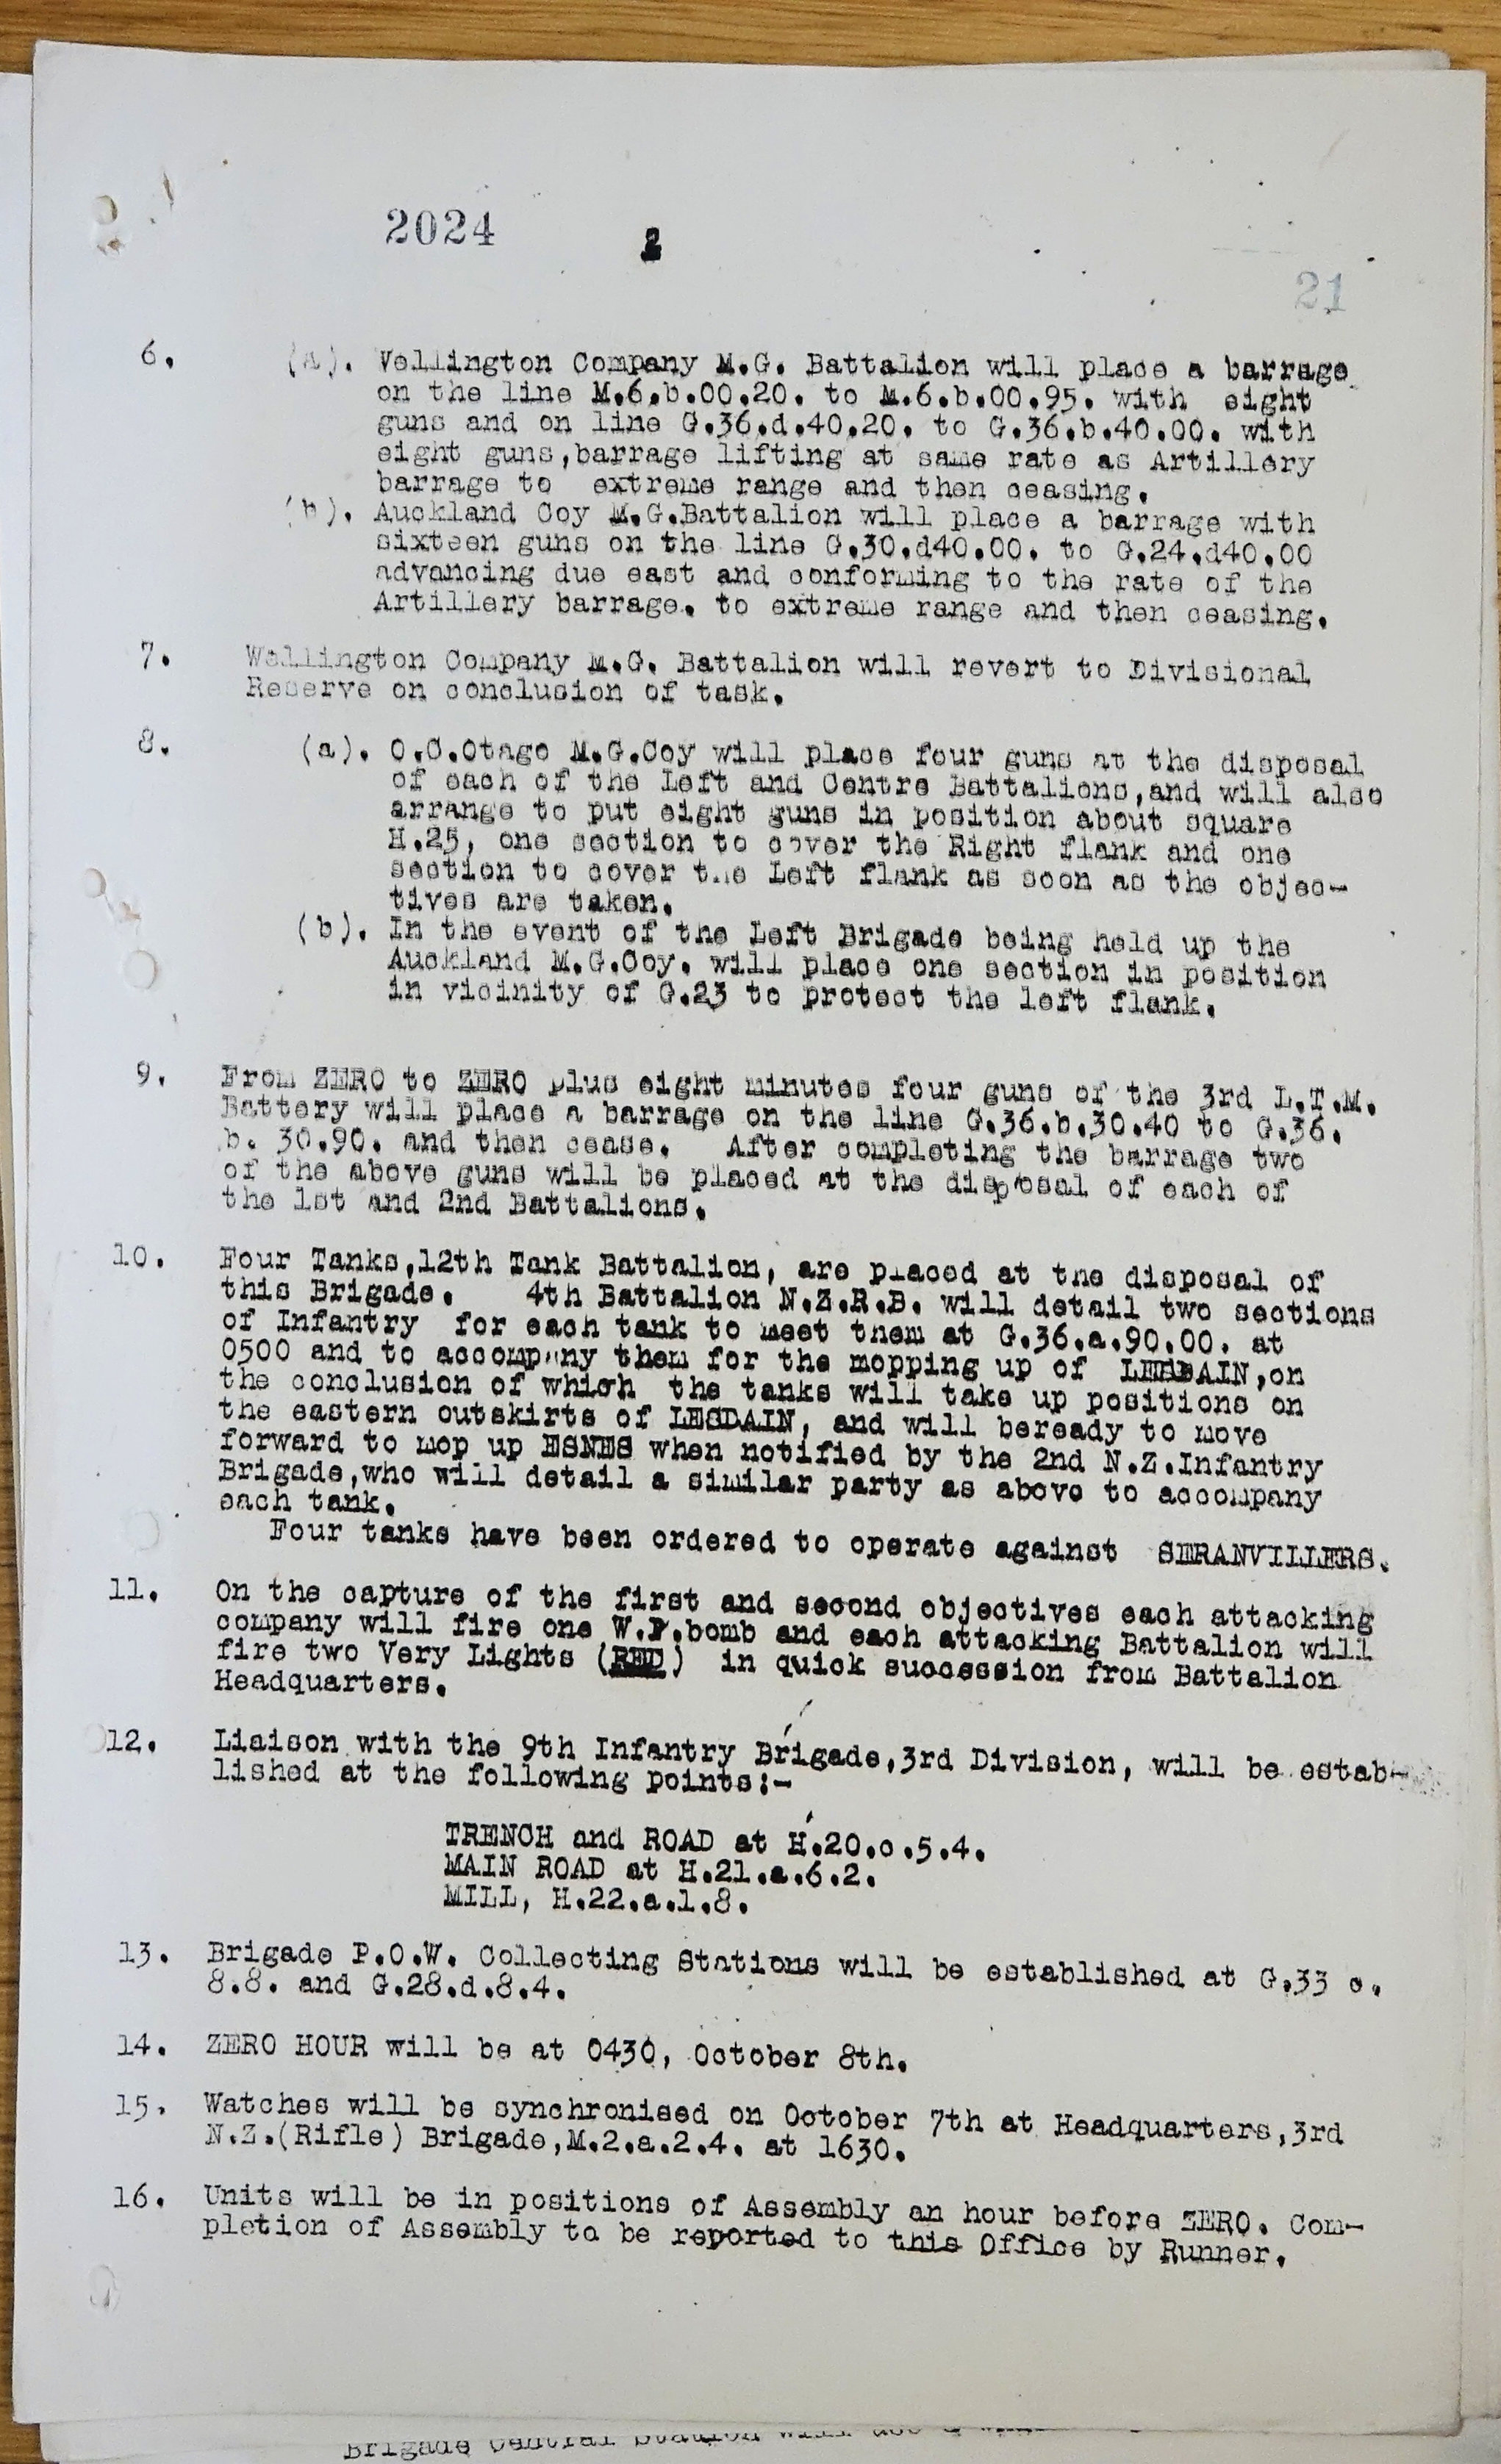 2024
2
21
6. (a). Wellington Company M.G. Battalion will place a barrage
on the line M.6.b.00.20. to M.6.b.00.95. with eight
guns and on line G.36.d.40.20. to G.36.b.40.00. with
eight guns,barrage lifting at same rate as Artillery
barrage to extreme range and then ceasing.
(b). Auckland Coy M.G.Battalion will place a barrage with
sixteen guns on the line G.30.d40.00. to G.24.d40.00
advancing due east and conforming to the rate of the
Artillery barrage. to extreme range and then ceasing.
7. Wellington Company M.G. Battalion will revert to Divisional
Reserve on conclusion of task.
8. (a). O.C.Otago M.G.Coy will place four guns at the disposal
of each of the Left and Centre Battalions,and will also
arrange to put eight guns in position about square
H.25, one section to cover the Right flank and one
section to cover the Left flank as soon as the objec-
tives are taken.
(b). In the event of the Left Brigade being held up the
Auckland M.G.Coy. will place one section in position
in vicinity of G.23 to protect the left flank.
9. From ZERO to ZERO plus eight minutes four guns of the 3rd L.T.M.
Battery will place a barrage on the line G.36.b.30.40 to G.36.
b. 30.90. and then cease. After completing the barrage two
of the above guns will be placed at the disposal of each of
the 1st and 2nd Battalions.
10. Four Tanks,12th Tank Battalion, are placed at the disposal of
this Brigade. 4th Battalion N.Z.R.B. will detail two sections
of Infantry for each tank to meet them at G.36.a.90.00. at
0500 and to accompany them for the mopping up of LESDAIN,on
the conclusion of which the tanks will take up positions on
the eastern outskirts of LESDAIN, and will beready to move
forward to mop up ESNES when notified by the 2nd N.Z.Infantry
Brigade,who will detail a similar party as above to accompany
each tank.
Four tanks have been ordered to operate against SERANVILLERS.
11. On the capture of the first and second objectives each attacking
company will fire one W.P.bomb and each attacking Battalion will
fire two Very Lights (RED) in quick succession from Battalion
Headquarters.
12. Liaison with the 9th Infantry Brigade,3rd Division, will be estab-
lished at the following points:-
TRENCH and ROAD at H.20.c.5.4.
MAIN ROAD at H.21.a.6.2.
MILL, H.22.a.1.8.
13. Brigade P.O.W. Collecting Stations will be established at G.33 c.
8.8. and G.28.d.8.4.
14. ZERO HOUR will be at 0430, October 8th.
15. Watches will be synchronised on October 7th at Headquarters,3rd
N.Z.(Rifle) Brigade,M.2.a.2.4. at 1630.
16. Units will be in positions of Assembly an hour before ZERO. Com-
pletion of Assembly to be reported to this Office by Runner.
Brigade Central Station will